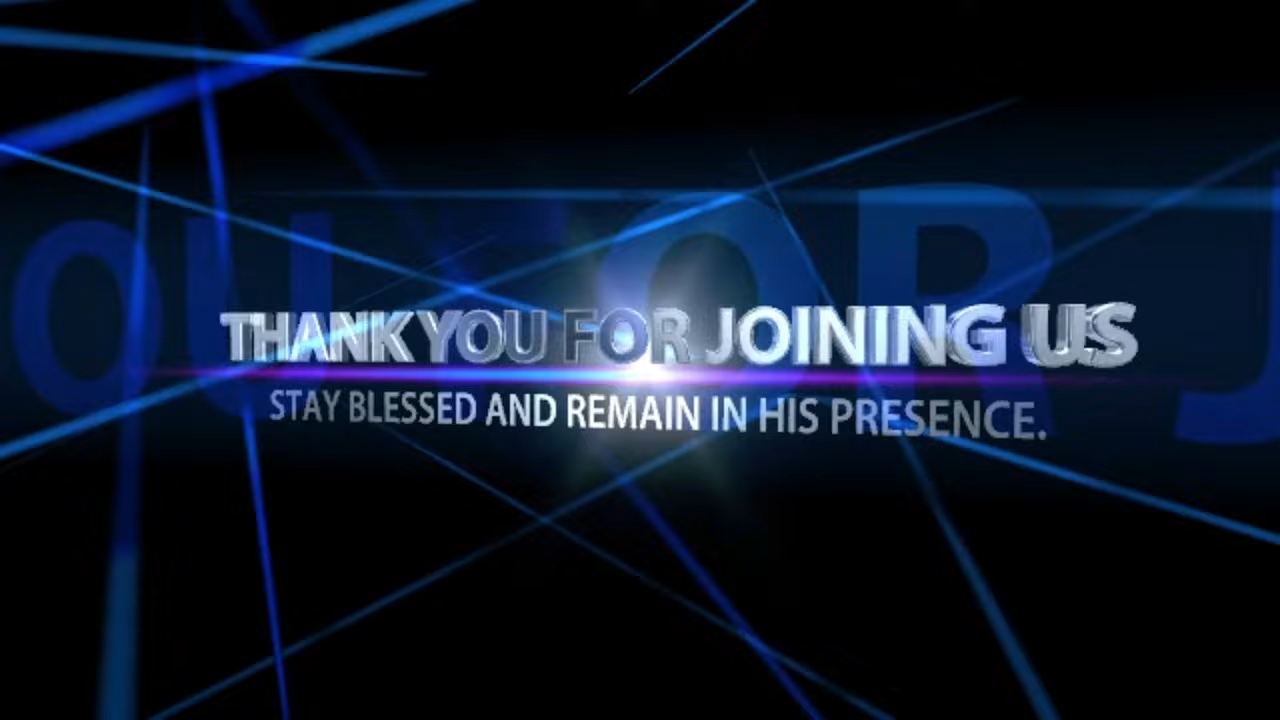 THANK YOU FOR JOINING US
STAY BLESSED AND REMAIN IN HIS PRESENCE.